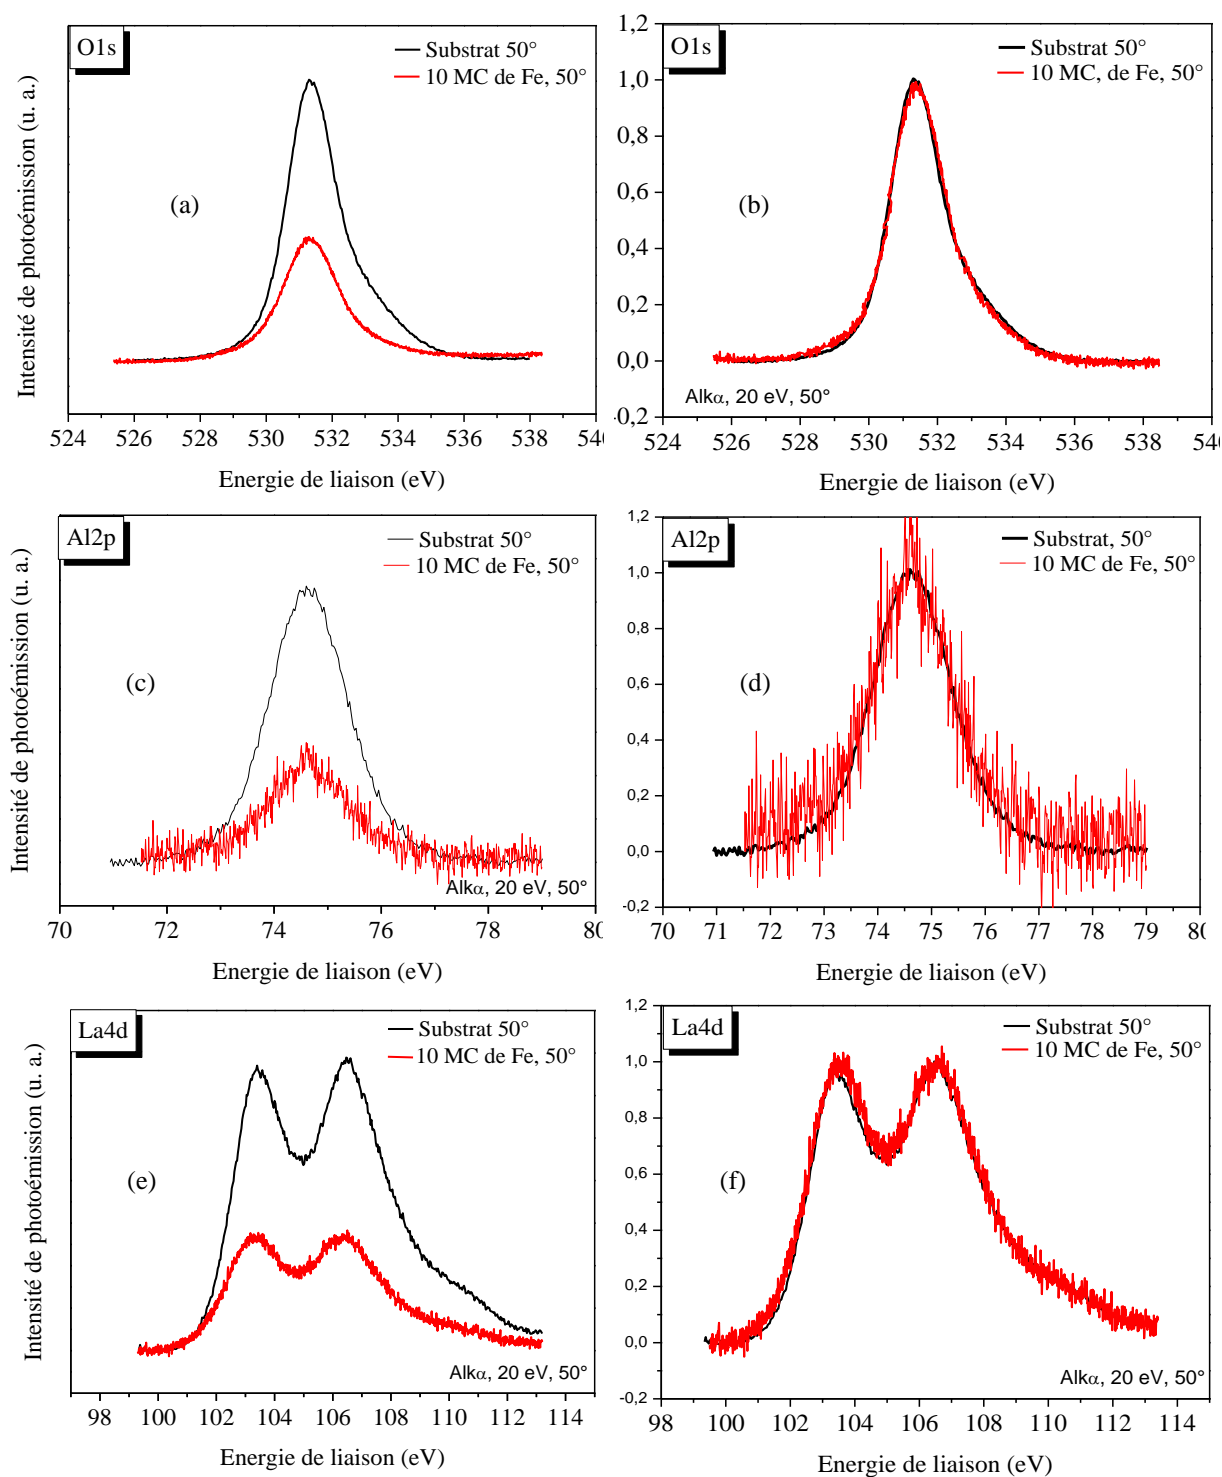 O1s
Substrat 50°
10 MC de Fe, 50°
(a)
Intensité de photoémission (u. a.)
524 526 528 530 532 534 536 538 540
Energie de liaison (eV)
O1s
Substrat 50°
10 MC, de Fe, 50°
(b)
1,2
1,0
0,8
0,6
0,4
0,2
0,0
-0,2
Alkα, 20 eV, 50°
524 526 528 530 532 534 536 538 540
Energie de liaison (eV)
Al2p
Substrat 50°
10 MC de Fe, 50°
(c)
Intensité de photoémission (u. a.)
Alkα, 20 eV, 50°
70 72 74 76 78 80
Energie de liaison (eV)
Al2p
Substrat, 50°
10 MC de Fe, 50°
(d)
1,2
1,0
0,8
0,6
0,4
0,2
0,0
-0,2
70 71 72 73 74 75 76 77 78 79 80
Energie de liaison (eV)
La4d
Substrat 50°
10 MC de Fe, 50°
(e)
Intensité de photoémission (u. a.)
Alkα, 20 eV, 50°
98 100 102 104 106 108 110 112 114
Energie de liaison (eV)
La4d
Substrat 50°
10 MC de Fe, 50°
(f)
1,2
1,0
0,8
0,6
0,4
0,2
0,0
-0,2
Alkα, 20 eV, 50°
98 100 102 104 106 108 110 112 114
Energie de liaison (eV)